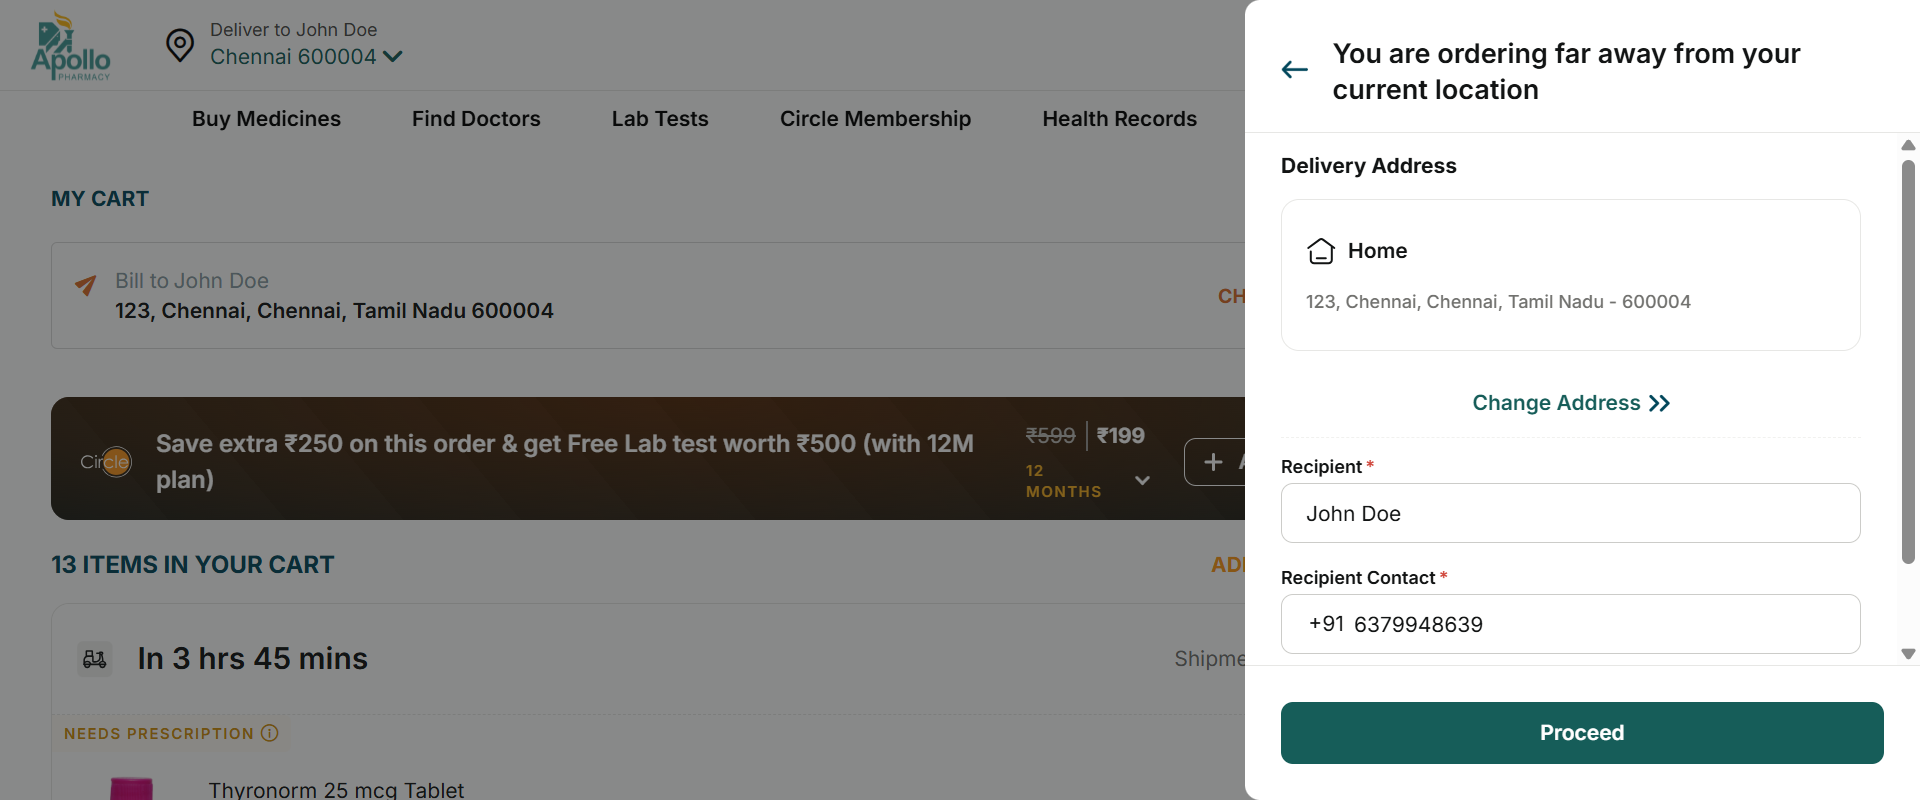 Apollo
PHARMACY
Deliver to John Doe
Chennai 600004
Buy Medicines
Find Doctors
Lab Tests
Circle Membership
Health Records
MY CART
Bill to John Doe
123, Chennai, Chennai, Tamil Nadu 600004
CH
Circle
Save extra ₹250 on this order & get Free Lab test worth ₹500 (with 12M
plan)
₹599 ₹199
12
MONTHS
13 ITEMS IN YOUR CART
In 3 hrs 45 mins
Shipme
NEEDS PRESCRIPTION
Thyronorm 25 mcg Tablet
You are ordering far away from your
current location
Delivery Address
Home
123, Chennai, Chennai, Tamil Nadu - 600004
Change Address
Recipient *
John Doe
Recipient Contact *
+91 6379948639
Proceed